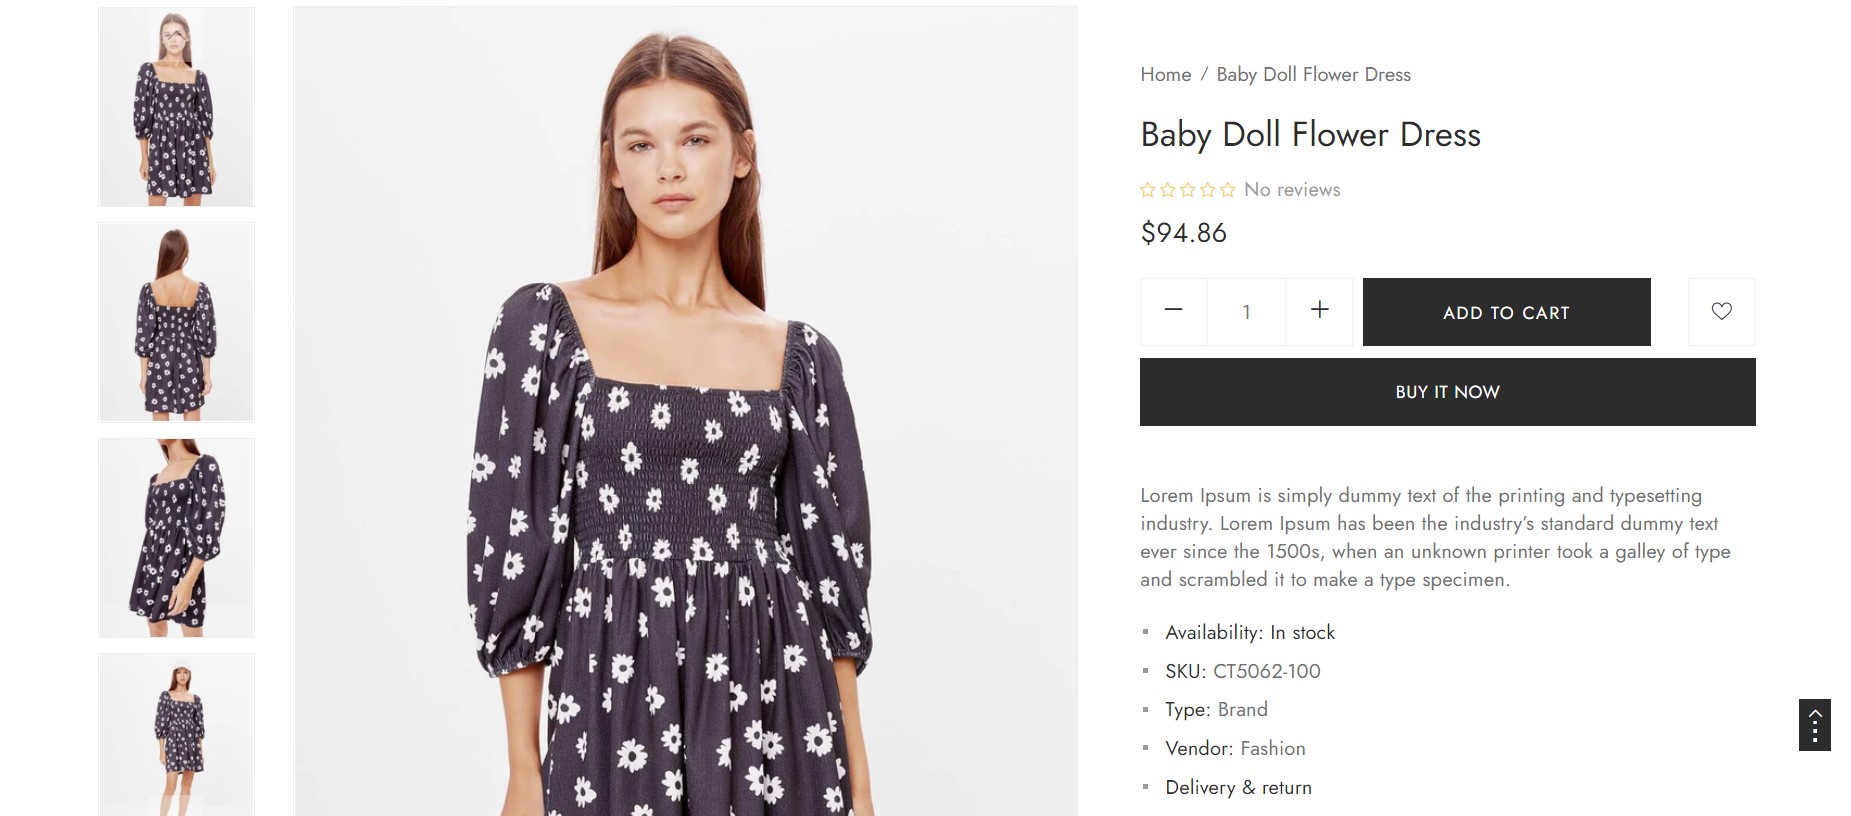 Home / Baby Doll Flower Dress
Baby Doll Flower Dress
No reviews
$94.86
1
ADD TO CART
BUY IT NOW
Lorem Ipsum is simply dummy text of the printing and typesetting
industry. Lorem Ipsum has been the industry’s standard dummy text
ever since the 1500s, when an unknown printer took a galley of type
and scrambled it to make a type specimen.
Availability: In stock
SKU: CT5062-100
Type: Brand
Vendor: Fashion
Delivery & return